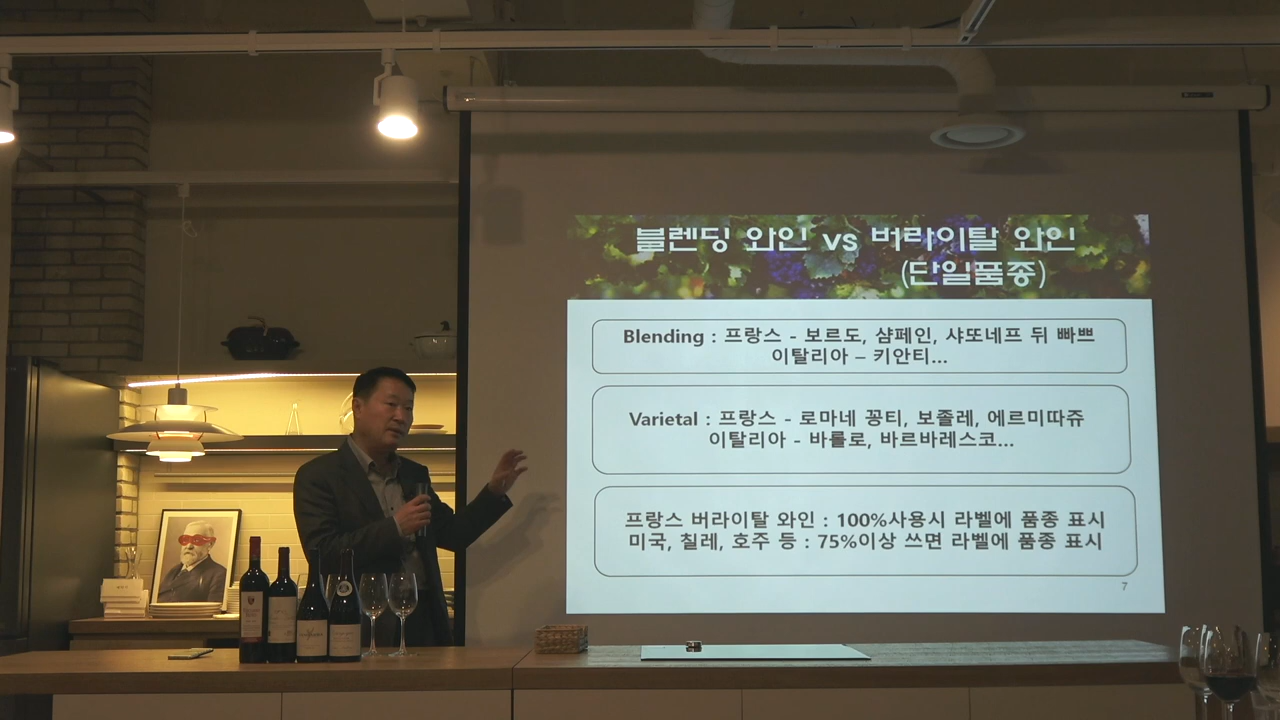 블렌딩 와인 vs 버라이탈 와인
(단일품종)
Blending : 프랑스 - 보르도, 샴페인, 샤또네프 뒤 빠쁘
이탈리아 – 키안티...
Varietal : 프랑스 - 로마네 꽁티, 보졸레, 에르미따쥬
이탈리아 - 바롤로, 바르바레스코...
프랑스 버라이탈 와인 : 100%사용시 라벨에 품종 표시
미국, 칠레, 호주 등 : 75%이상 쓰면 라벨에 품종 표시
7